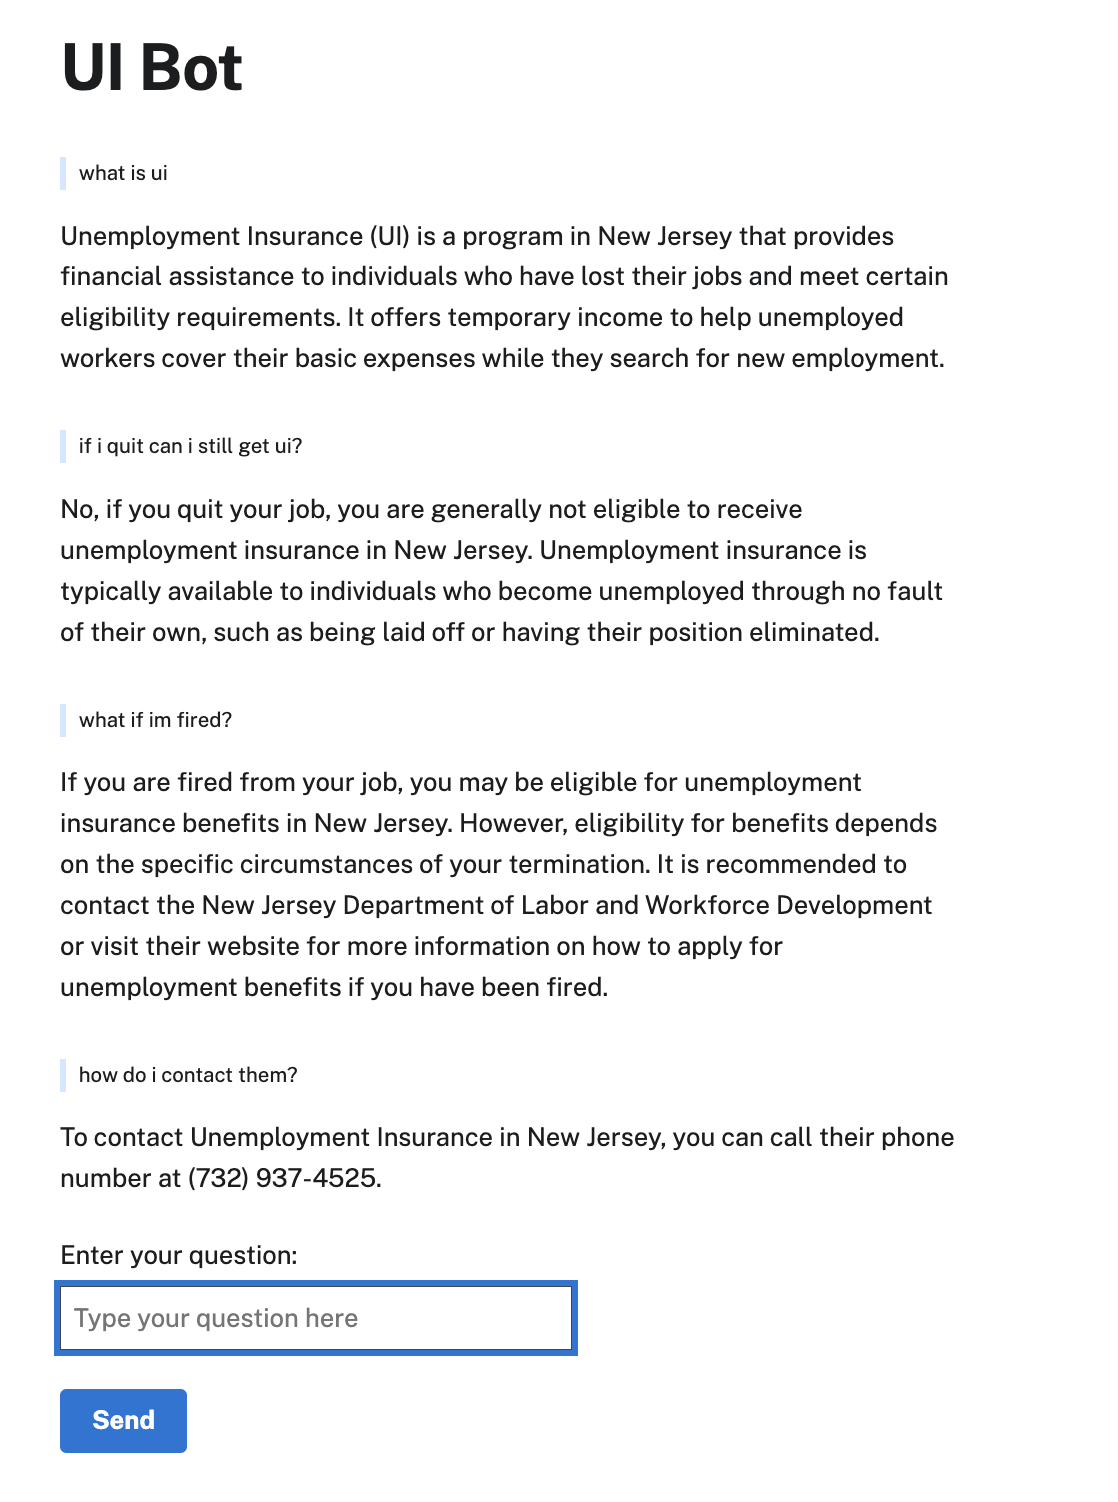 UI Bot
what is ui
Unemployment Insurance (UI) is a program in New Jersey that provides
financial assistance to individuals who have lost their jobs and meet certain
eligibility requirements. It offers temporary income to help unemployed
workers cover their basic expenses while they search for new employment.
if i quit can i still get ui?
No, if you quit your job, you are generally not eligible to receive
unemployment insurance in New Jersey. Unemployment insurance is
typically available to individuals who become unemployed through no fault
of their own, such as being laid off or having their position eliminated.
what if im fired?
If you are fired from your job, you may be eligible for unemployment
insurance benefits in New Jersey. However, eligibility for benefits depends
on the specific circumstances of your termination. It is recommended to
contact the New Jersey Department of Labor and Workforce Development
or visit their website for more information on how to apply for
unemployment benefits if you have been fired.
how do i contact them?
To contact Unemployment Insurance in New Jersey, you can call their phone
number at (732) 937-4525.
Enter your question:
Type your question here
Send